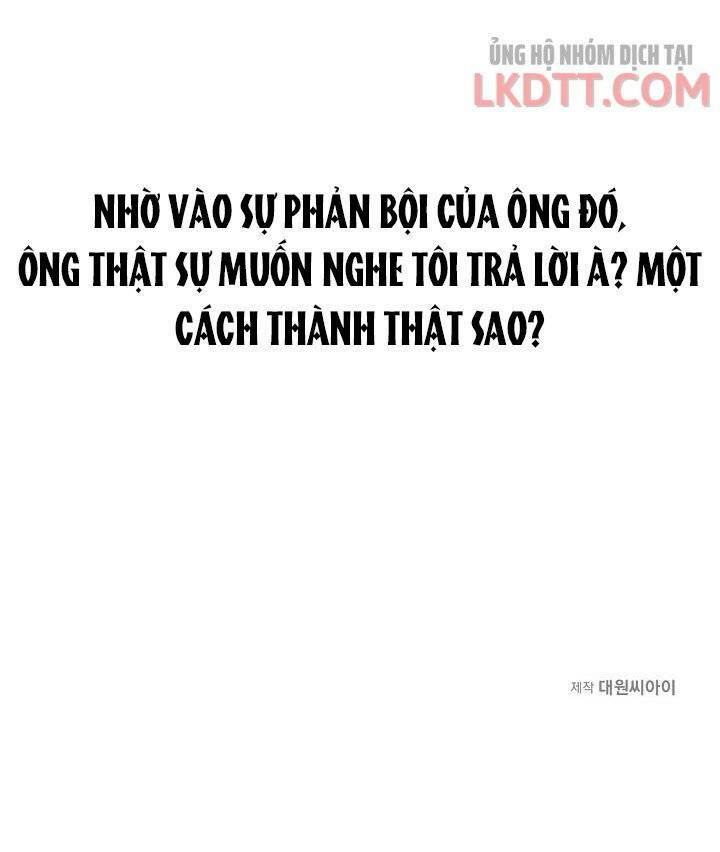 ỦNG HỘ NHÓM DỊCH TẠI
LKDTT.COM
NHỜ VÀO SỰ PHẢN BỘI CỦA ÔNG ĐÓ,
ÔNG THẬT SỰ MUỐN NGHE TÔI TRẢ LỜI À? MỘT
CÁCH THÀNH THẬT SAO?
제작 대원씨아이